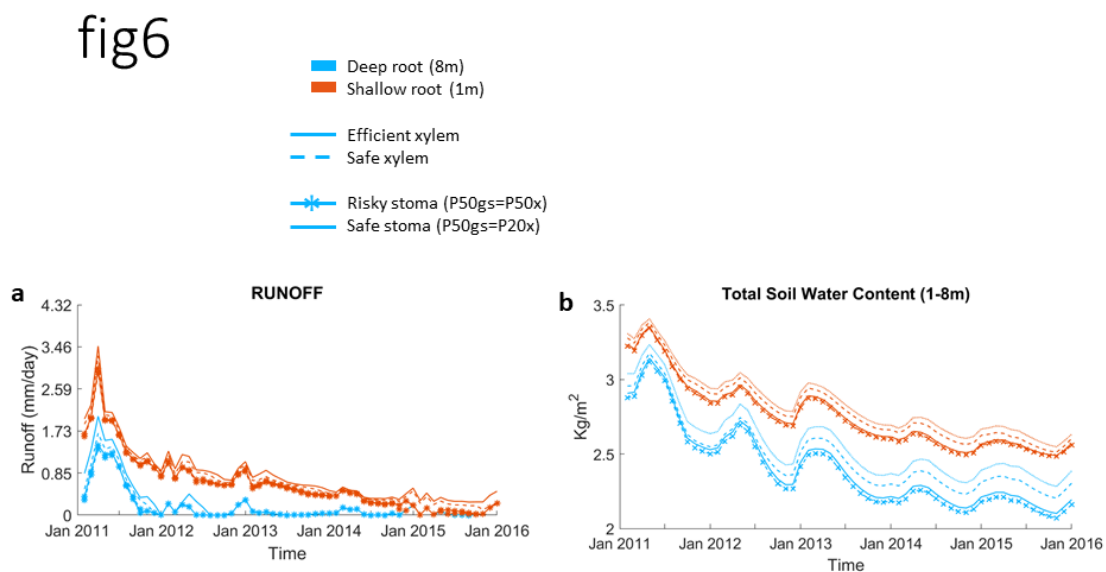 fig6
Deep root (8m)
Shallow root (1m)
Efficient xylem
Safe xylem
Risky stoma (P50gs=P50x)
Safe stoma (P50gs=P20x)
a
RUNOFF
4.32
3.46
2.59
1.73
0.85
0
Runoff (mm/day)
Jan 2011 Jan 2012 Jan 2013 Jan 2014 Jan 2015 Jan 2016
Time
b
Total Soil Water Content (1-8m)
3.5
3
2.5
2
Kg/m²
Jan 2011 Jan 2012 Jan 2013 Jan 2014 Jan 2015 Jan 2016
Time